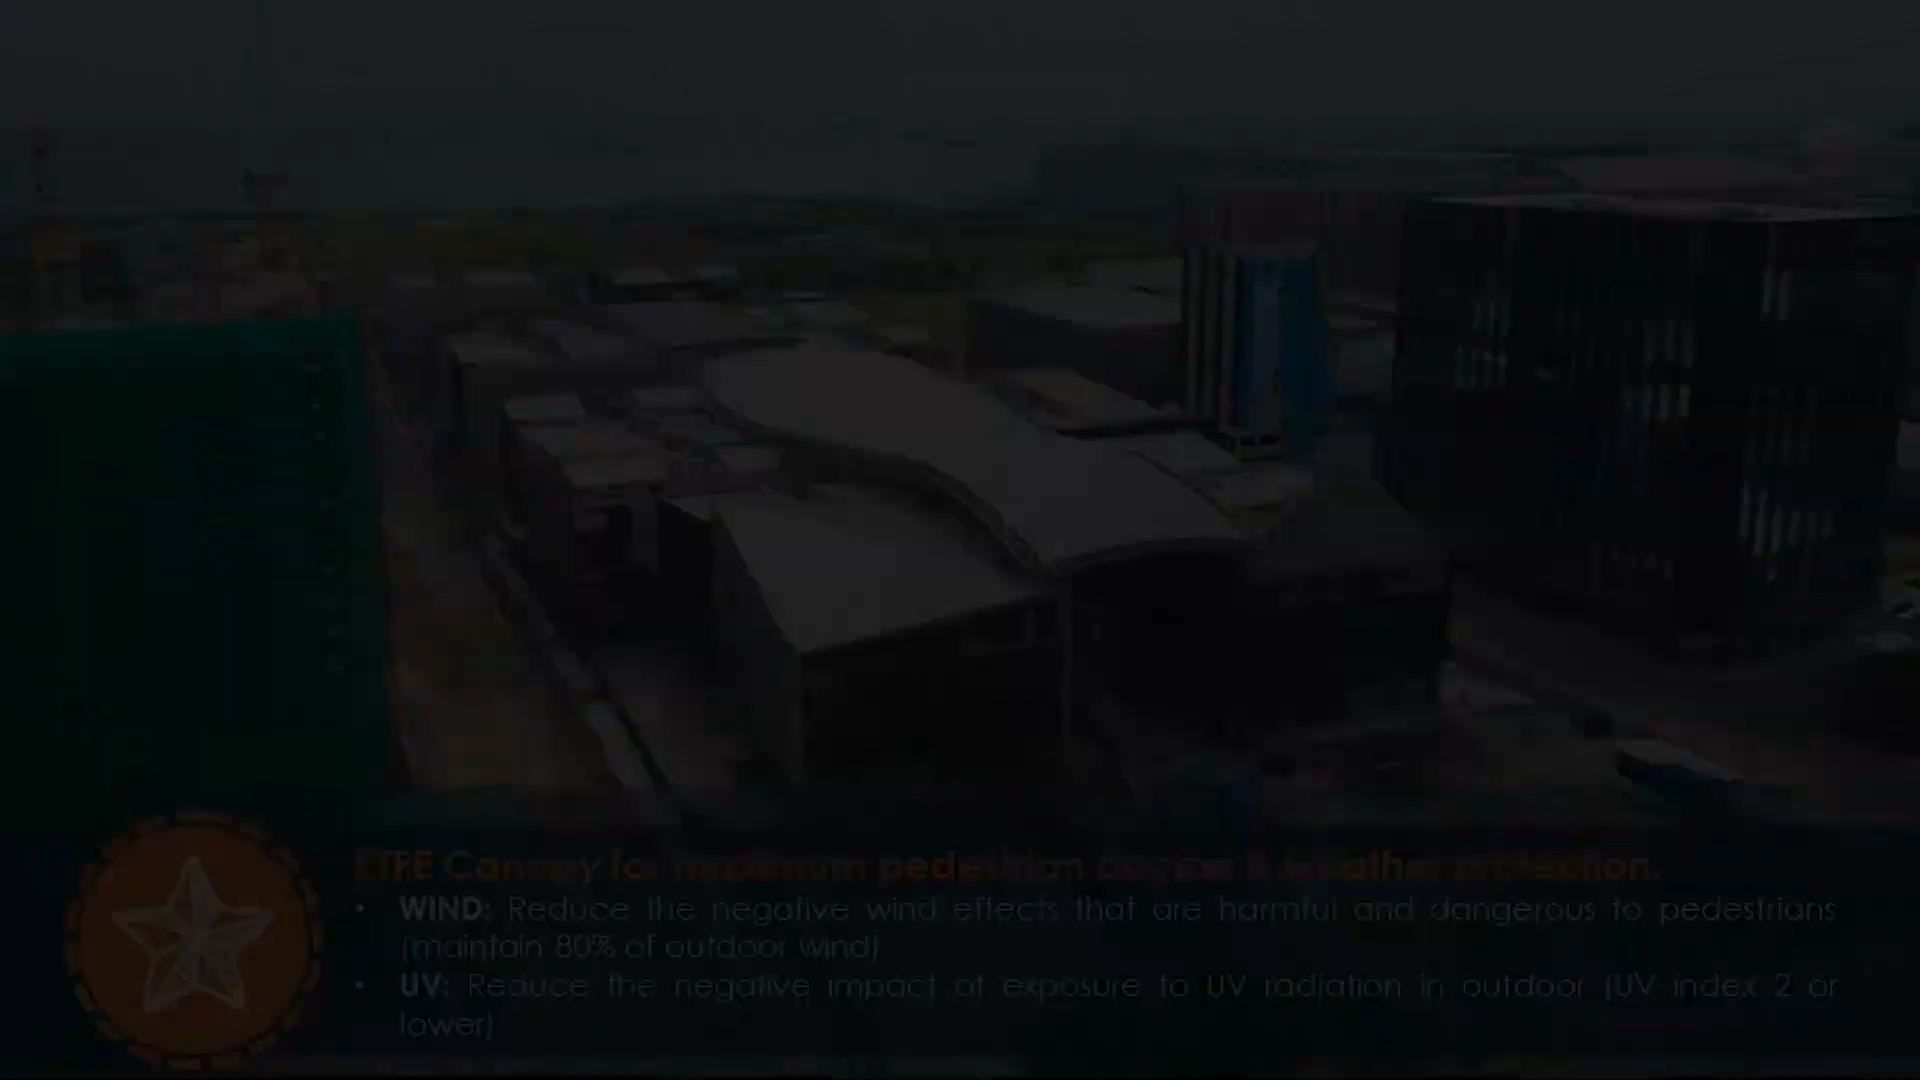 ETFE Canopy for maximum pedestrian access & weather protection.
• WIND: Reduce the negative wind effects that are harmful and dangerous to pedestrians
(maintain 80% of outdoor wind)
• UV: Reduce the negative impact of exposure to UV radiation in outdoor (UV index 2 or
lower)